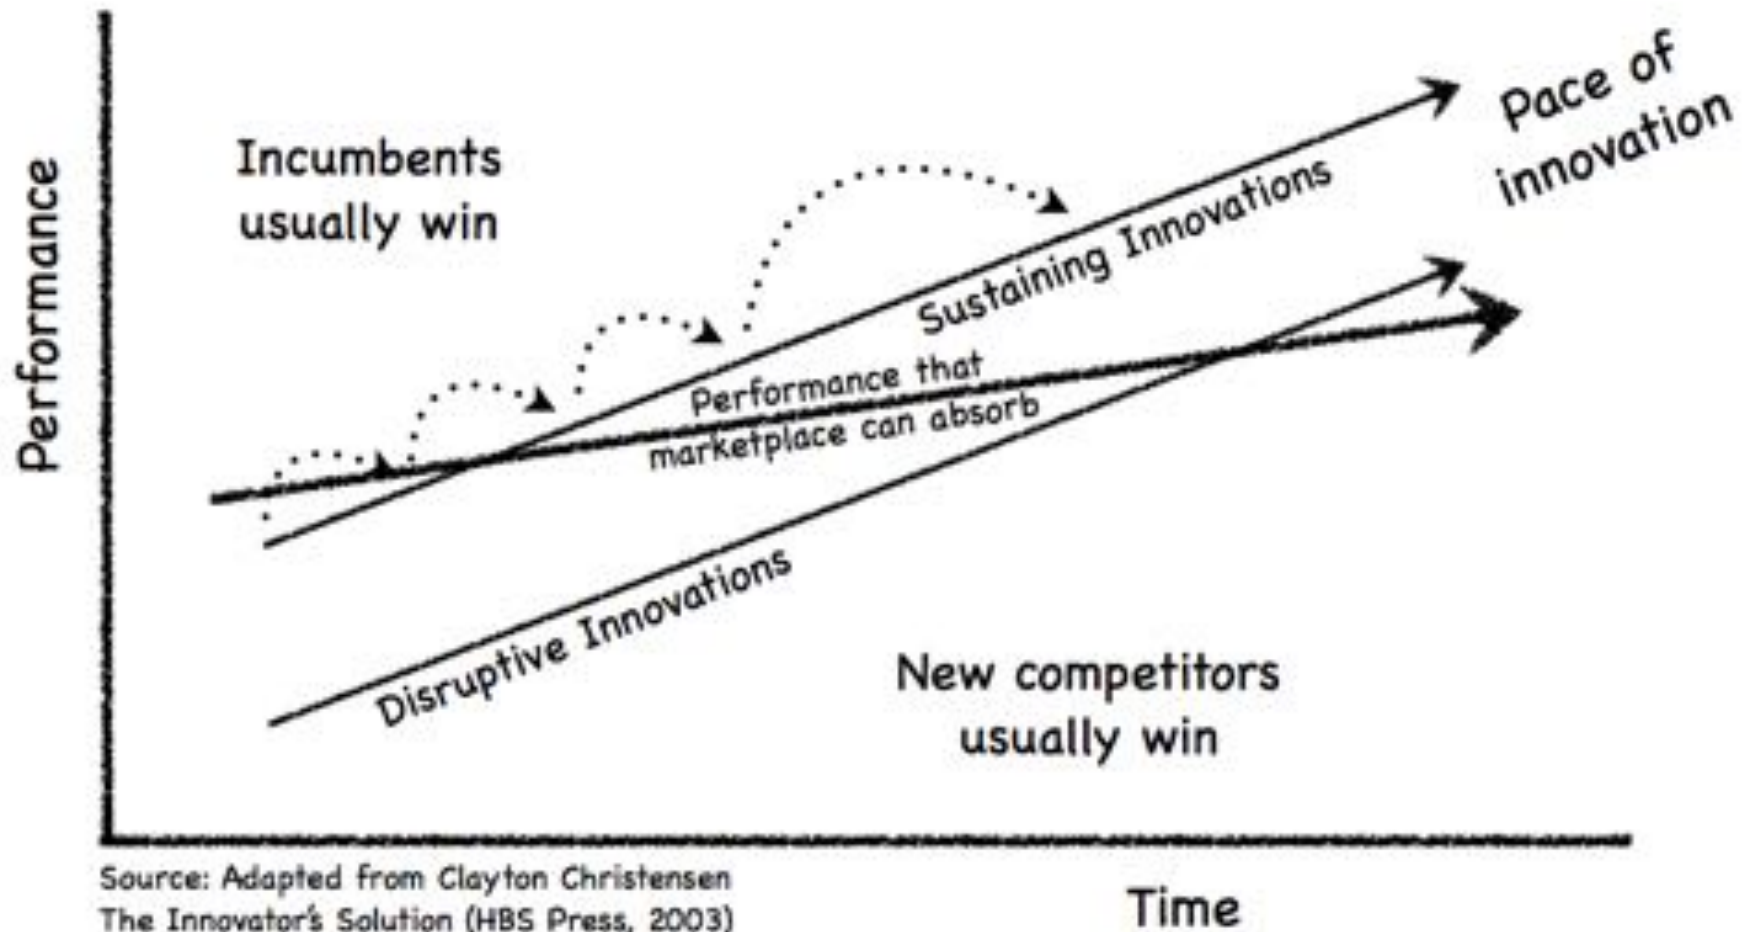 Performance
Incumbents
usually win
Pace of
innovation
Sustaining Innovations
Performance that
marketplace can absorb
Disruptive Innovations
New competitors
usually win
Time
Source: Adapted from Clayton Christensen
The Innovator's Solution (HBS Press, 2003)